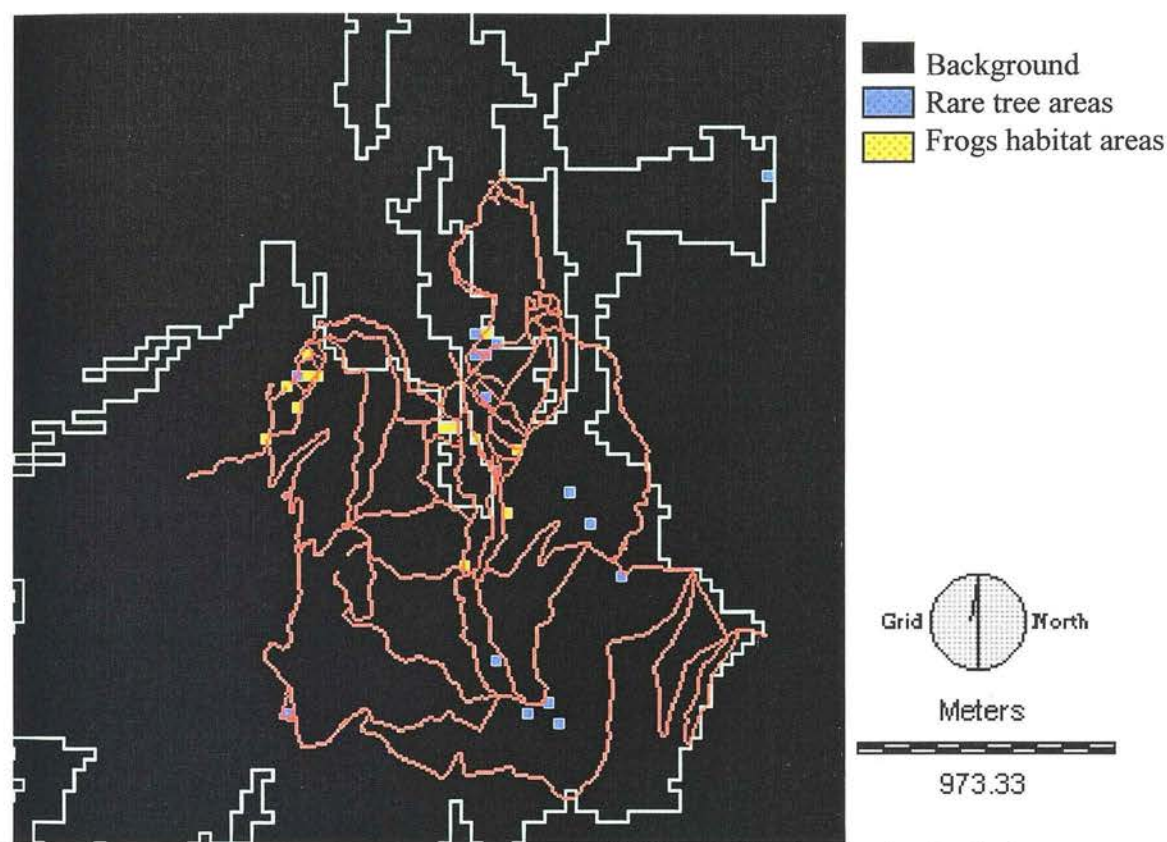 Background
Rare tree areas
Frogs habitat areas
Grid North
Meters
973.33